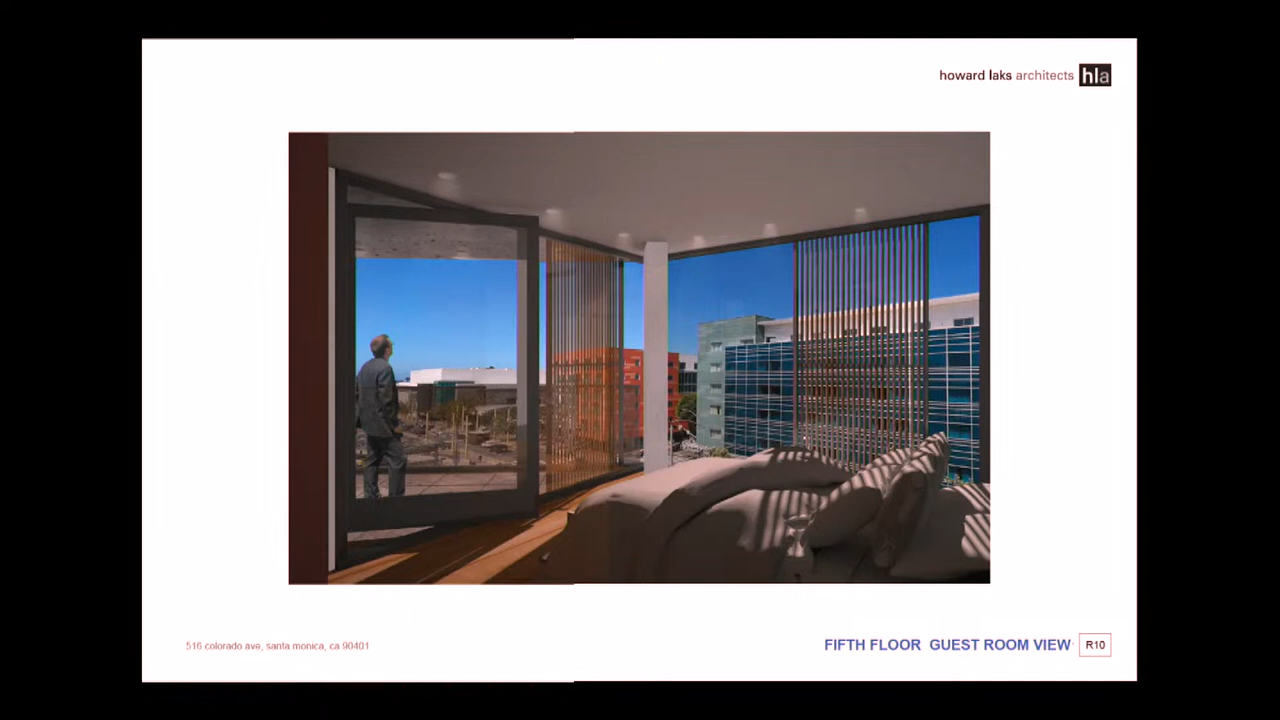 howard laks architects hla
516 colorado ave, santa monica, ca 90401
FIFTH FLOOR GUEST ROOM VIEW R10